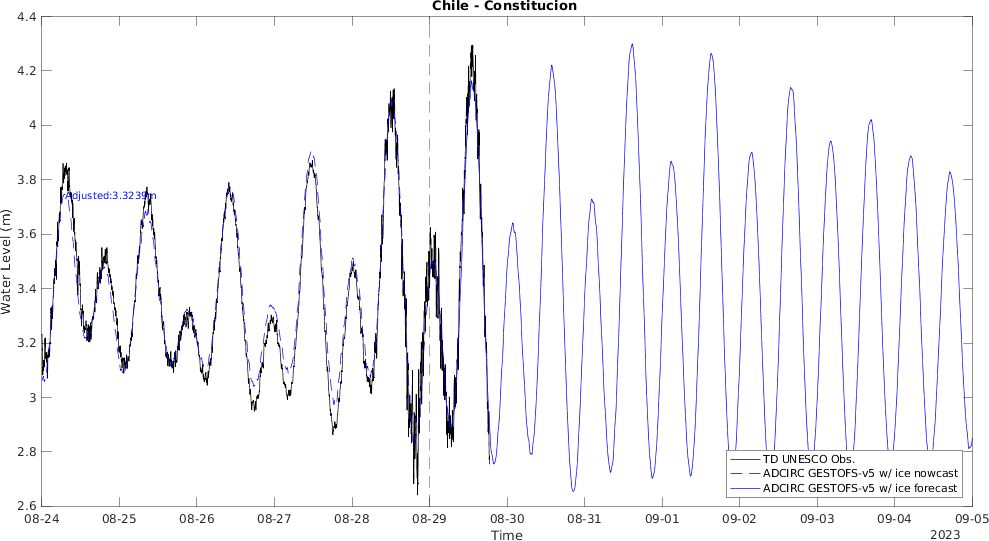 Chile - Constitucion
4.4
4.2
4
3.8
3.6
3.4
3.2
3
2.8
2.6
Water Level (m)
Adjusted:3.3239m
TD UNESCO Obs.
ADCIRC GESTOFS-v5 w/ ice nowcast
ADCIRC GESTOFS-v5 w/ ice forecast
08-24 08-25 08-26 08-27 08-28 08-29 08-30 08-31 09-01 09-02 09-03 09-04 09-05
Time
2023